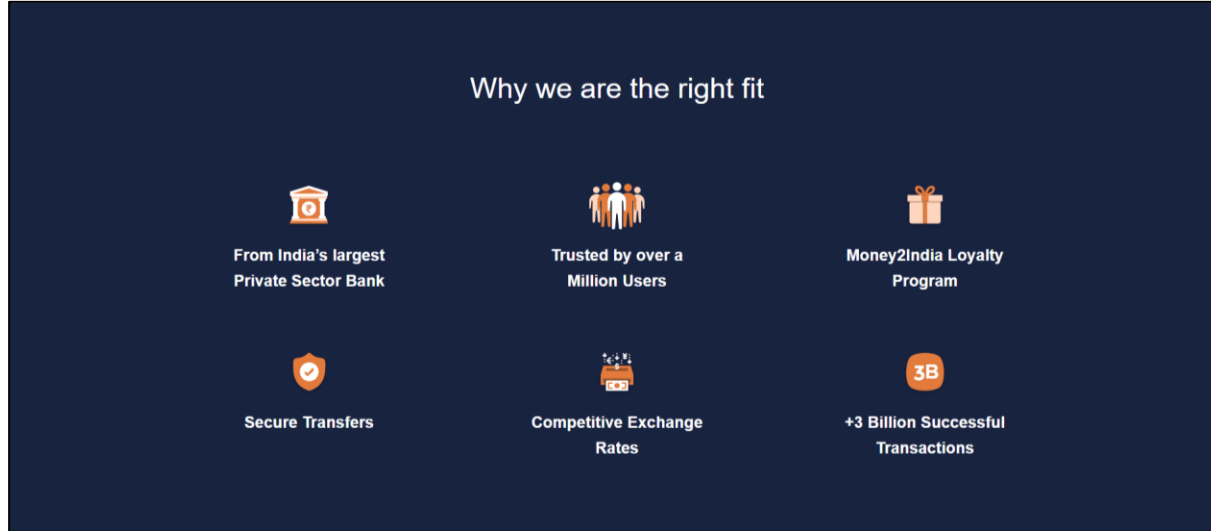 Why we are the right fit
From India’s largest
Private Sector Bank
Trusted by over a
Million Users
Money2India Loyalty
Program
₹
3B
Secure Transfers
Competitive Exchange
Rates
+3 Billion Successful
Transactions